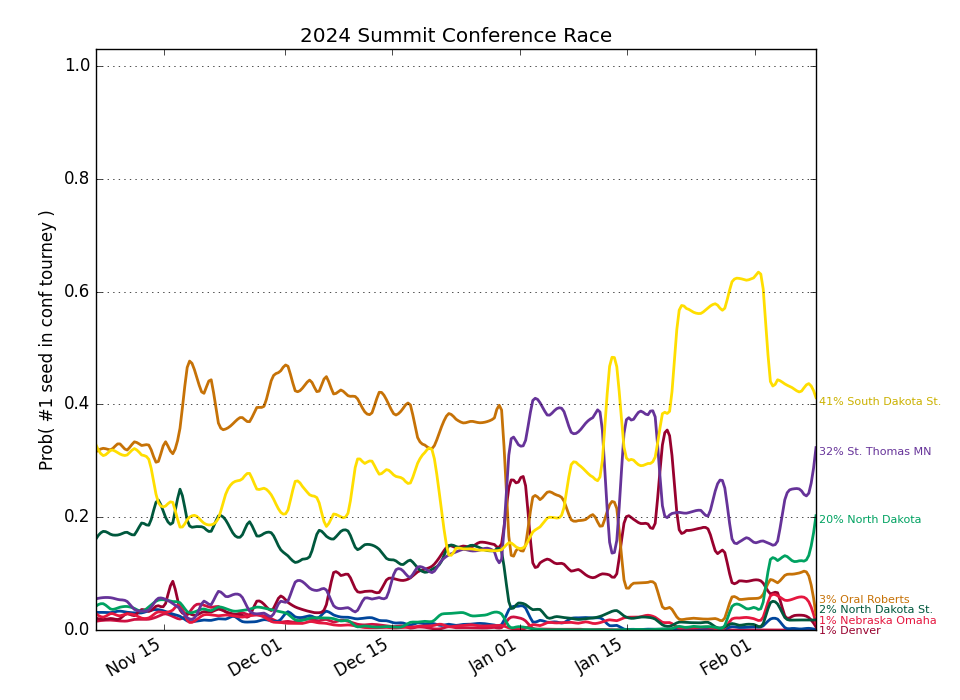 2024 Summit Conference Race
Prob( #1 seed in conf tourney )
1.0
0.8
0.6
0.4
0.2
0.0
Nov 15
Dec 01
Dec 15
Jan 01
Jan 15
Feb 01
41% South Dakota St.
32% St. Thomas MN
20% North Dakota
3% Oral Roberts
2% North Dakota St.
1% Nebraska Omaha
1% Denver